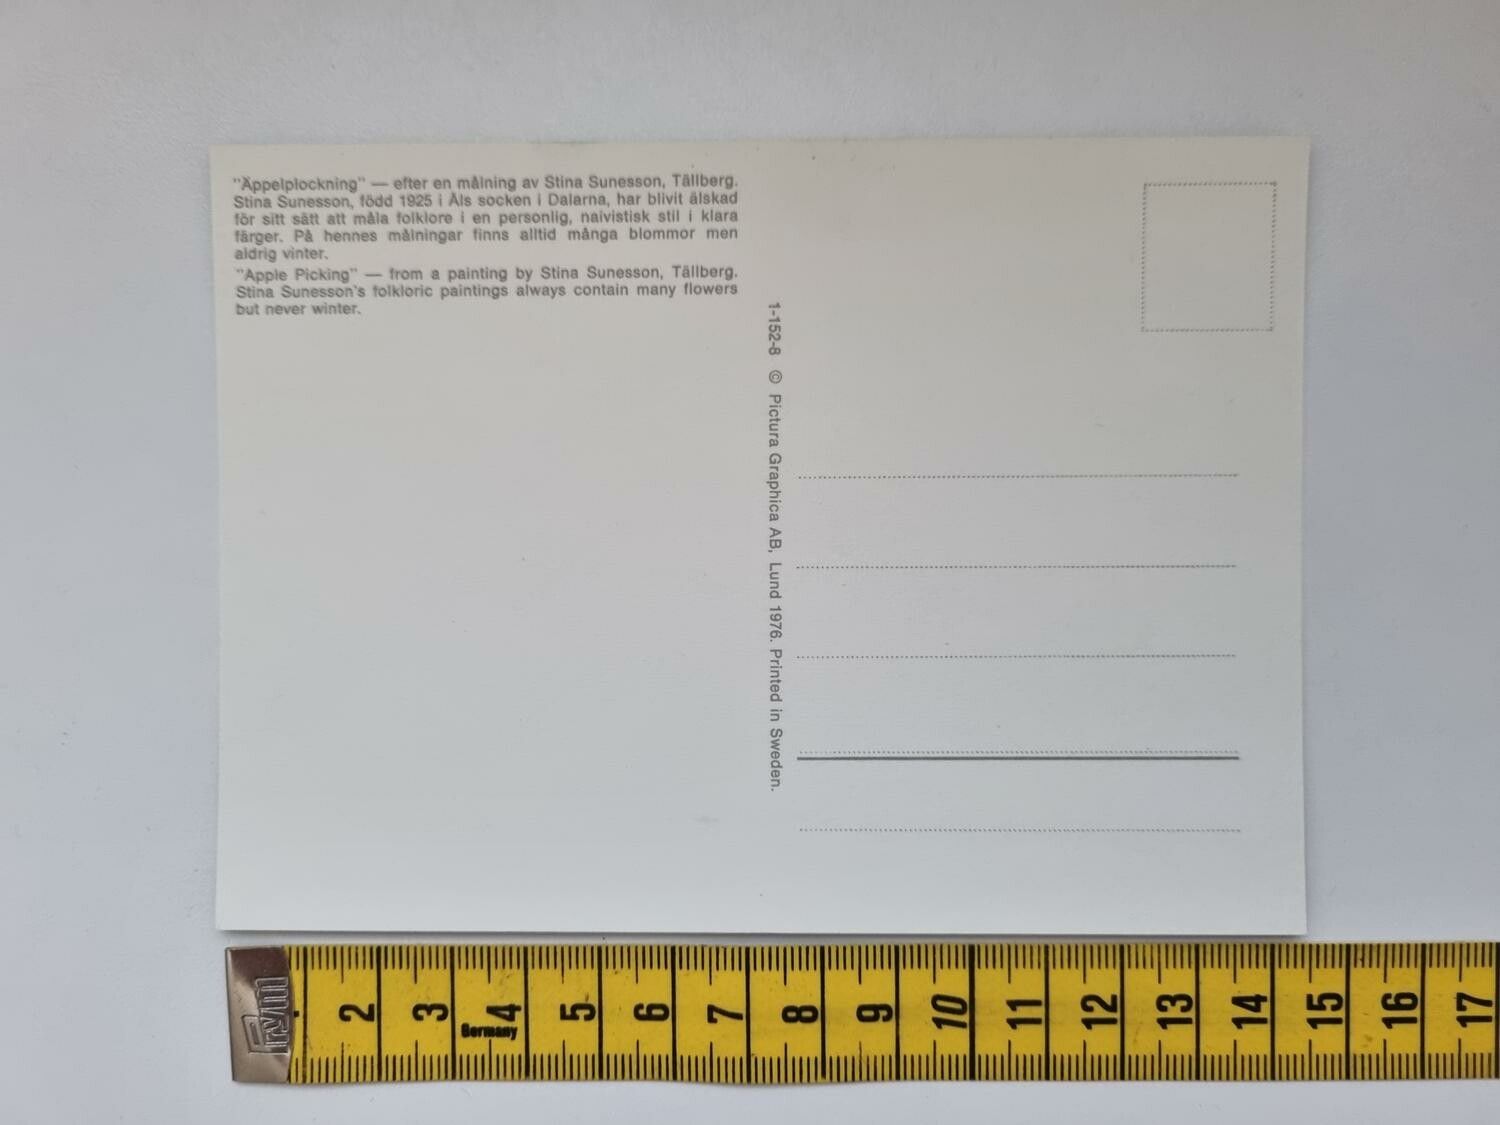 "Äppelplockning" — efter en målning av Stina Sunesson, Tällberg.
Stina Sunesson, född 1925 i Åls socken i Dalarna, har blivit älskad
för sitt sätt att måla folklore i en personlig, naivistisk stil i klara
färger. På hennes målningar finns alltid många blommor men
aldrig vinter.
"Apple Picking" — from a painting by Stina Sunesson, Tällberg.
Stina Sunesson's folkloric paintings always contain many flowers
but never winter.
1-152-8 © Pictura Graphica AB, Lund 1976. Printed in Sweden.
Prym
2 3 4 5 6 7 8 9 10 11 12 13 14 15 16 17
Germany